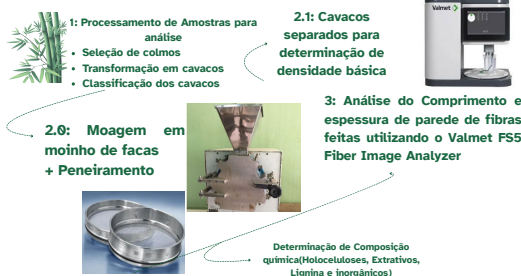 1: Processamento de Amostras para
análise
• Seleção de colmos
• Transformação em cavacos
• Classificação dos cavacos
2.1: Cavacos
separados para
determinação de
densidade básica
Valmet
2.0: Moagem em
moinho de facas
+ Peneiramento
3: Análise do Comprimento e
espessura de parede de fibras
feitas utilizando o Valmet FS5
Fiber Image Analyzer
Determinação de Composição
química(Holoceluloses, Extrativos,
Lignina e inorgânicos)